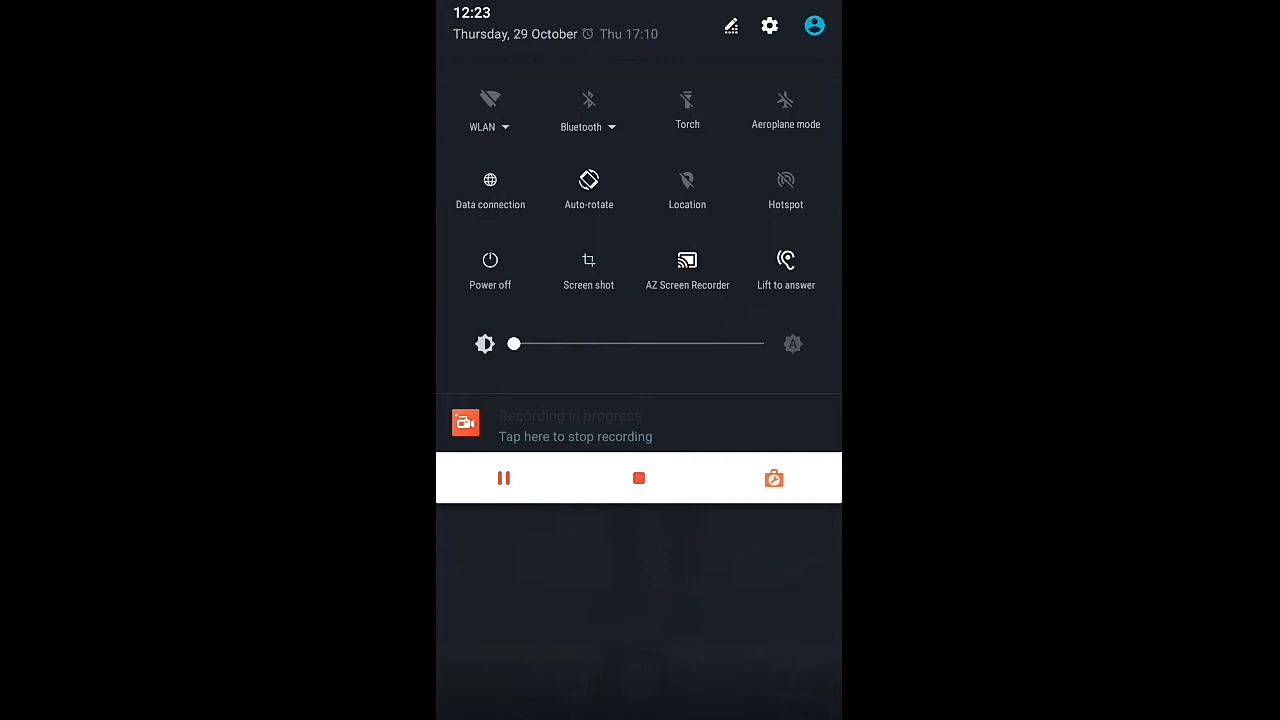 12:23
Thursday, 29 October Thu 17:10
WLAN Bluetooth Torch Aeroplane mode
Data connection Auto-rotate Location Hotspot
Power off Screen shot AZ Screen Recorder Lift to answer
A
Recording in progress
Tap here to stop recording